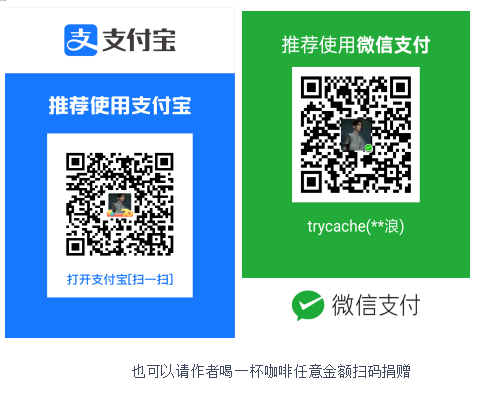 支付宝
推荐使用支付宝
打开支付宝[扫一扫]
推荐使用微信支付
trycache(**浪)
微信支付
也可以请作者喝一杯咖啡任意金额扫码捐赠